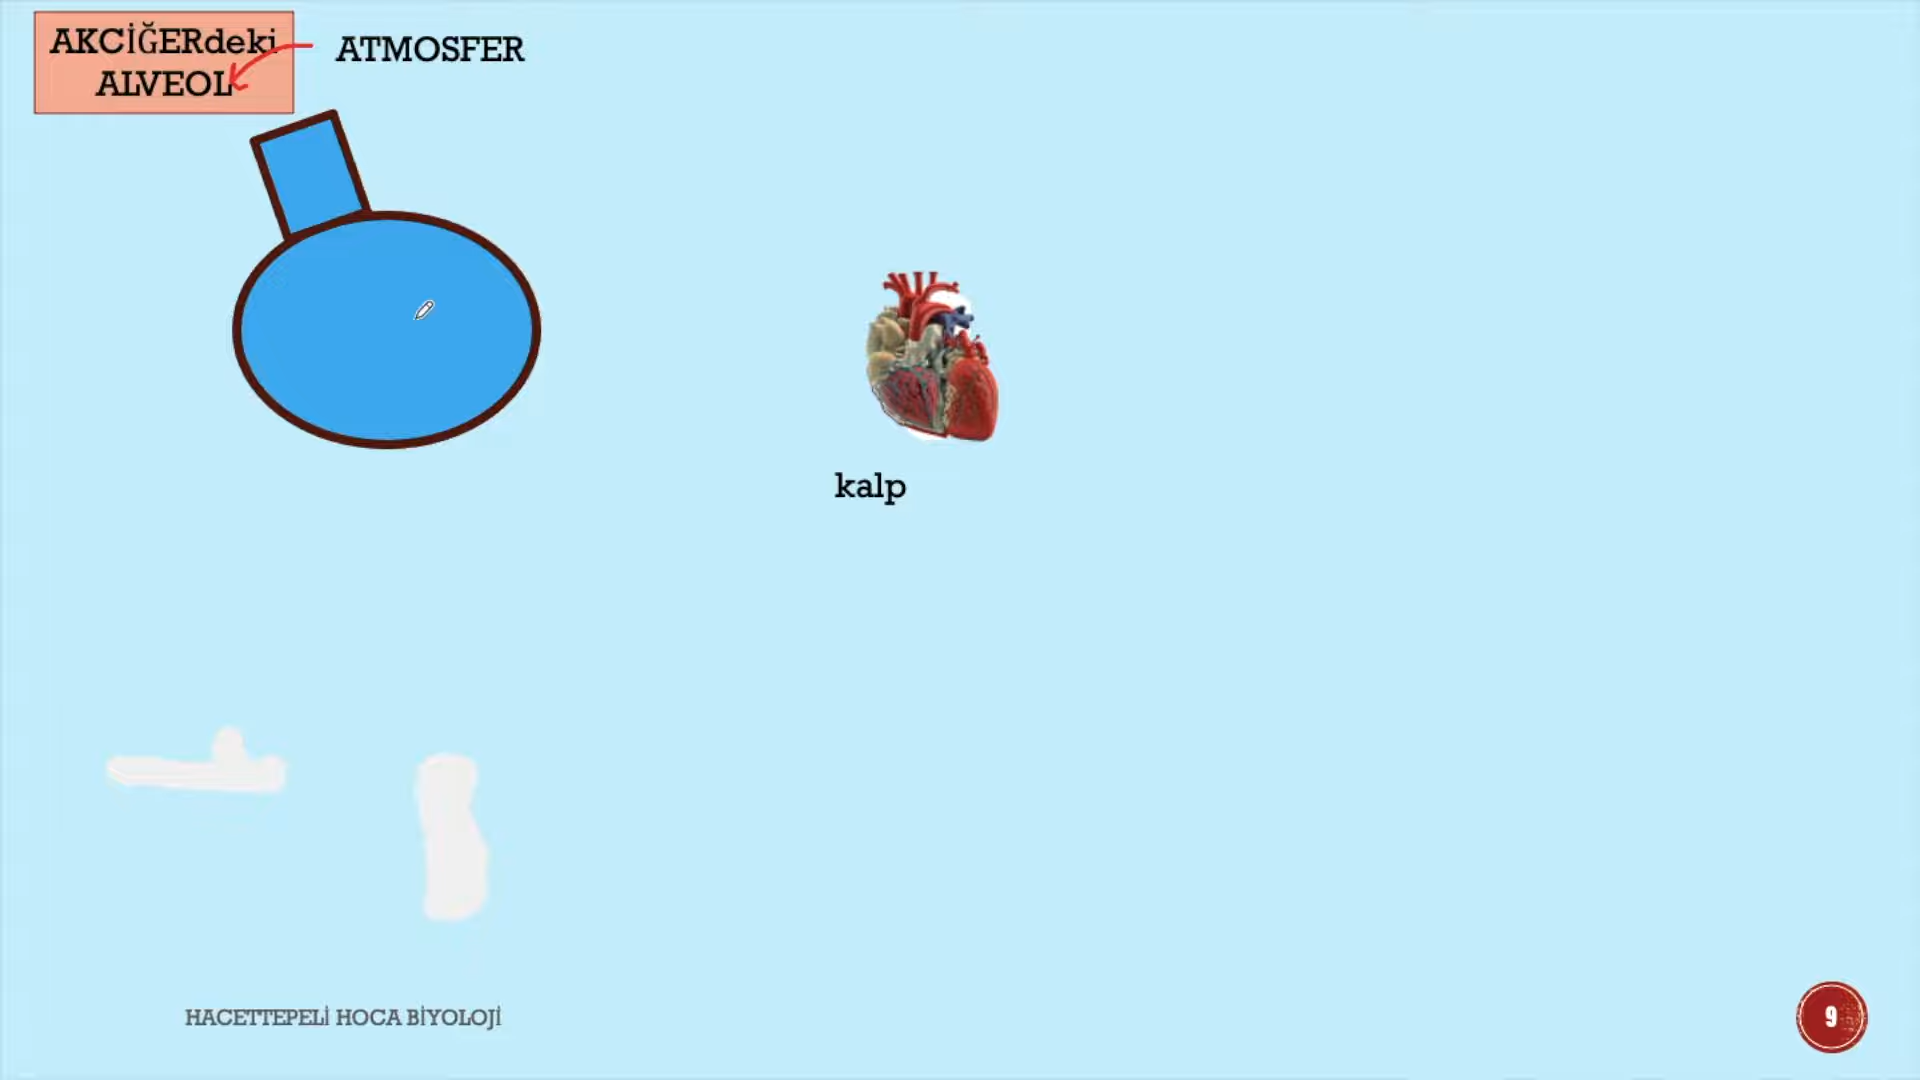 AKCİĞERdeki
ALVEOL
ATMOSFER
kalp
HACETTEPELİ HOCA BİYOLOJİ
9